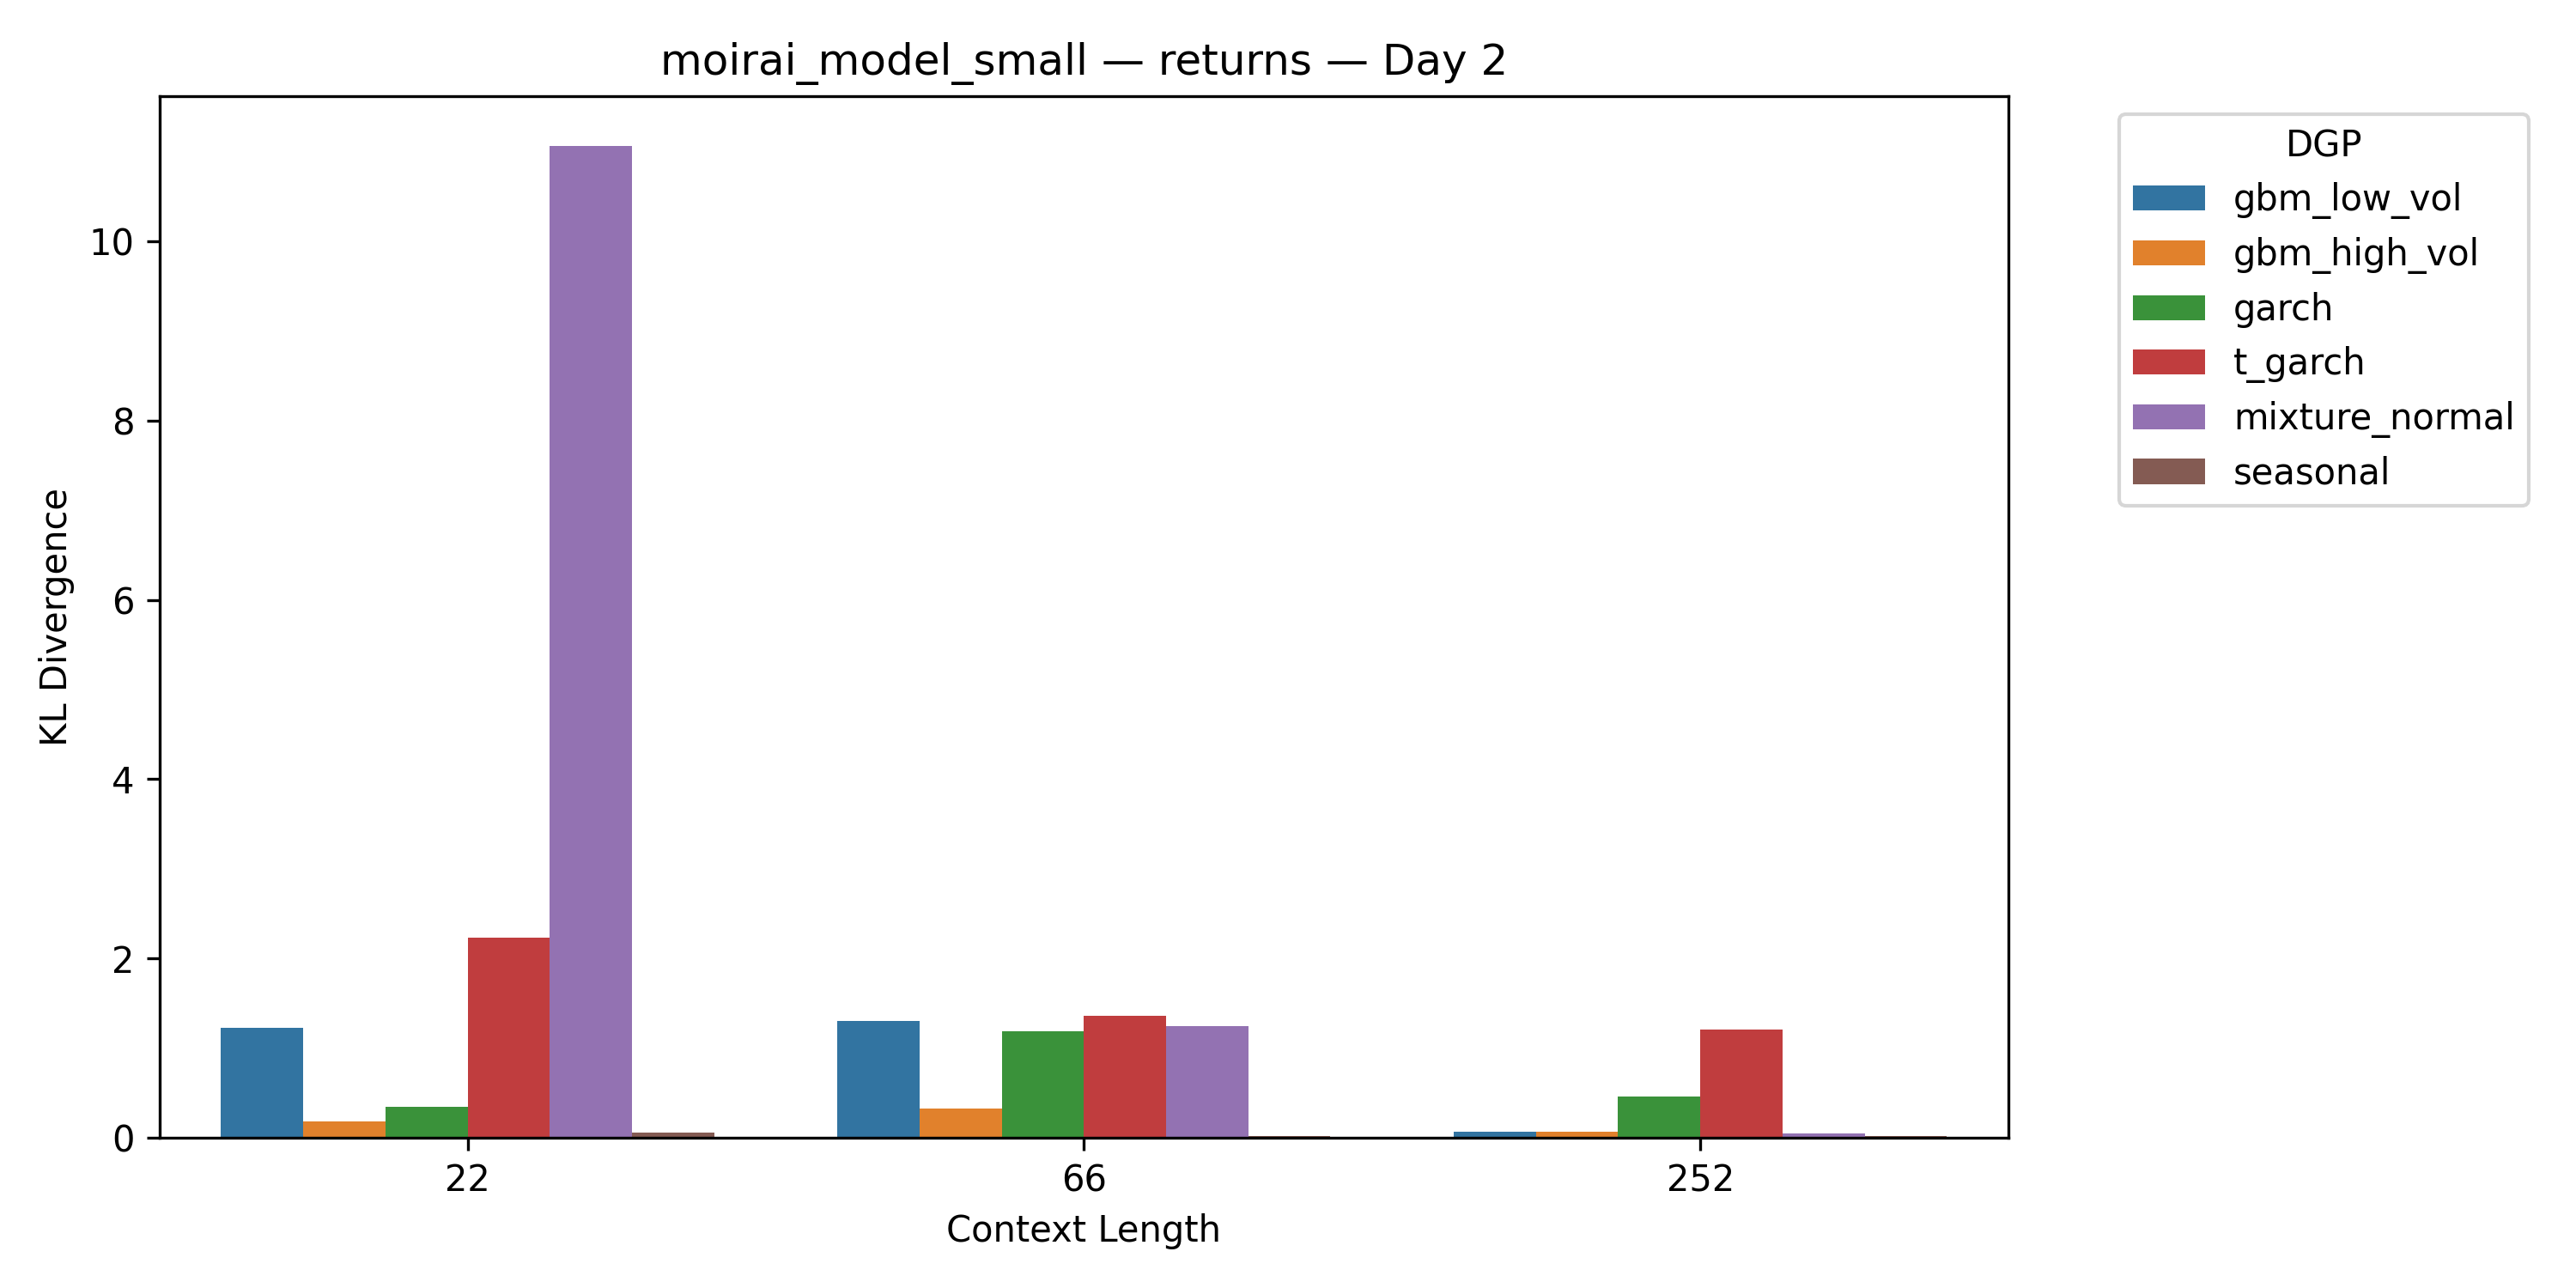 moirai_model_small — returns — Day 2
DGP
gbm_low_vol
gbm_high_vol
garch
t_garch
mixture_normal
seasonal
KL Divergence
10
8
6
4
2
0
22
66
252
Context Length